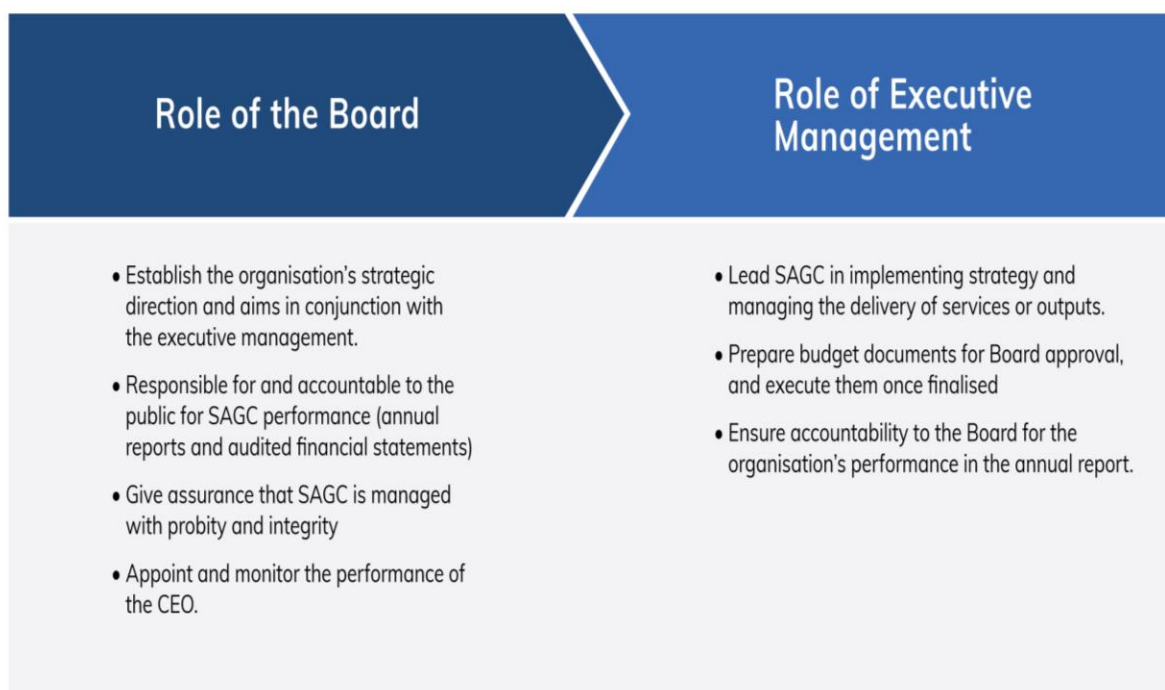 Role of the Board
Role of Executive
Management
• Establish the organisation's strategic
direction and aims in conjunction with
the executive management.
• Responsible for and accountable to the
public for SAGC performance (annual
reports and audited financial statements)
• Give assurance that SAGC is managed
with probity and integrity
• Appoint and monitor the performance of
the CEO.
• Lead SAGC in implementing strategy and
managing the delivery of services or outputs.
• Prepare budget documents for Board approval,
and execute them once finalised
• Ensure accountability to the Board for the
organisation's performance in the annual report.